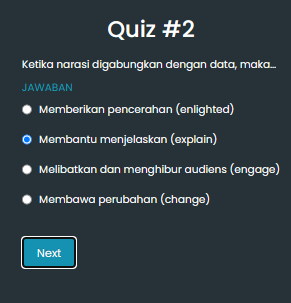 Quiz #2
Ketika narasi digabungkan dengan data, maka...
JAWABAN
Memberikan pencerahan (enlighted)
Membantu menjelaskan (explain)
Melibatkan dan menghibur audiens (engage)
Membawa perubahan (change)
Next